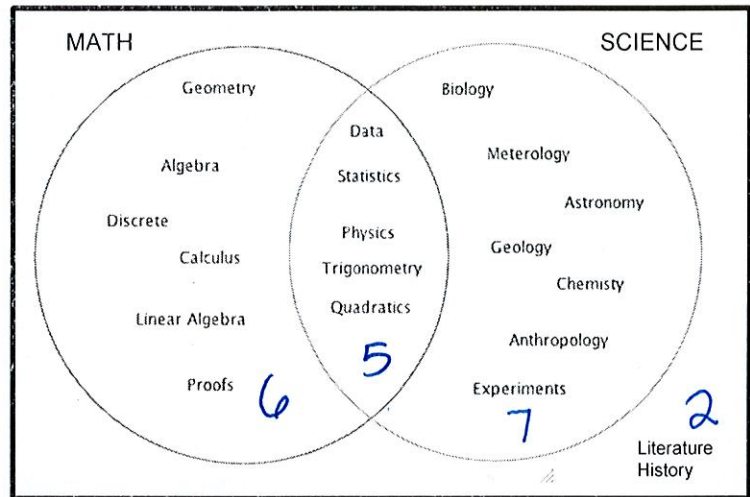 MATH
SCIENCE
Geometry
Algebra
Discrete
Calculus
Linear Algebra
Proofs
6
Data
Statistics
Physics
Trigonometry
Quadratics
5
Biology
Meterology
Astronomy
Geology
Chemisty
Anthropology
Experiments
7
2
Literature
History